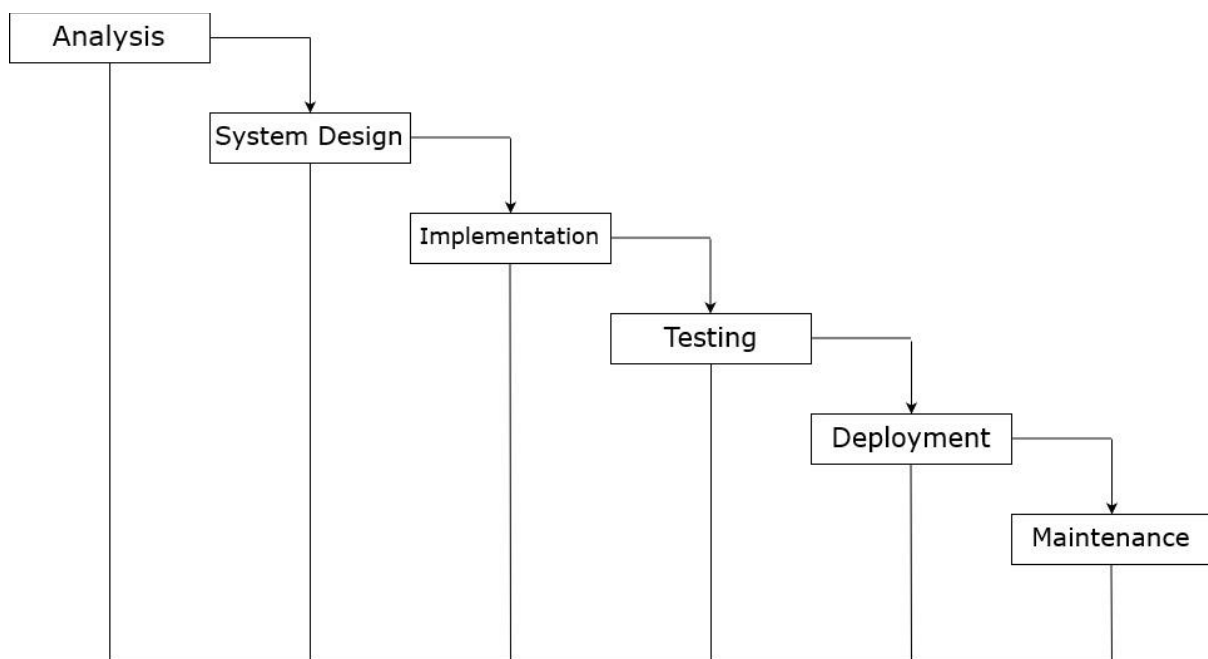 Analysis
System Design
Implementation
Testing
Deployment
Maintenance